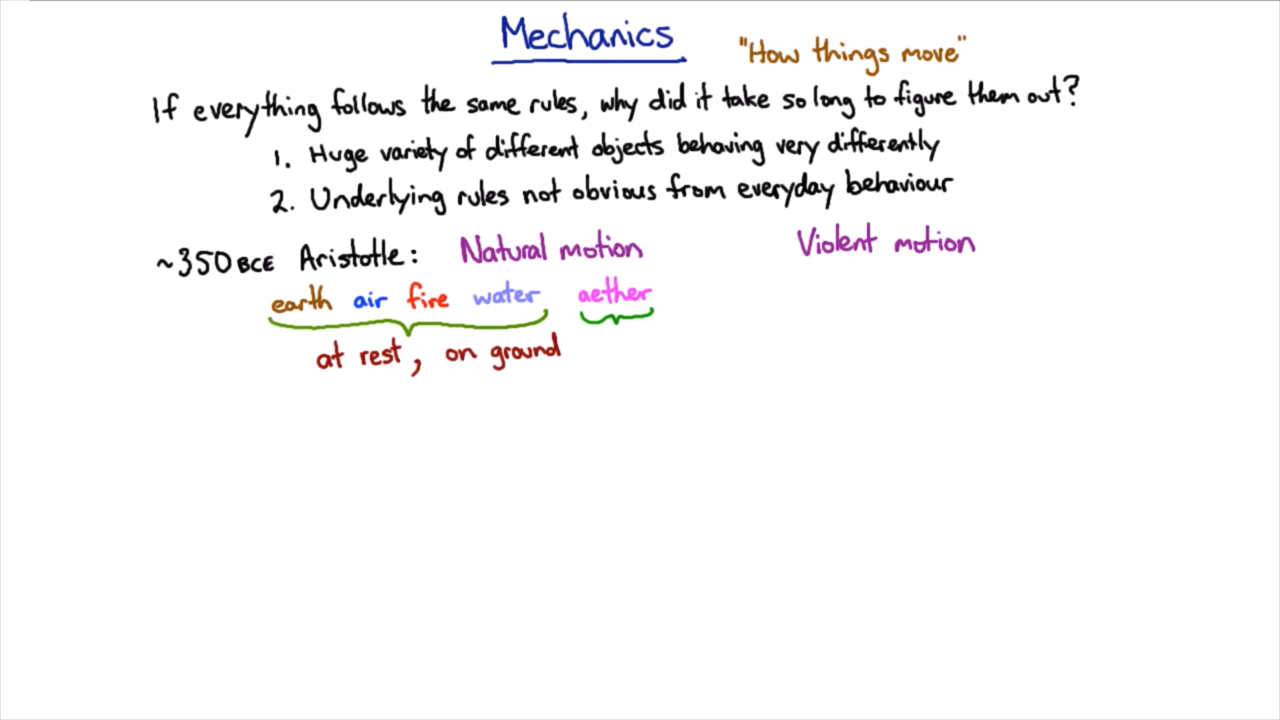 Mechanics "How things move"
If everything follows the same rules, why did it take so long to figure them out?
1. Huge variety of different objects behaving very differently
2. Underlying rules not obvious from everyday behaviour
~350 BCE Aristotle: Natural motion Violent motion
earth air fire water aether
at rest, on ground